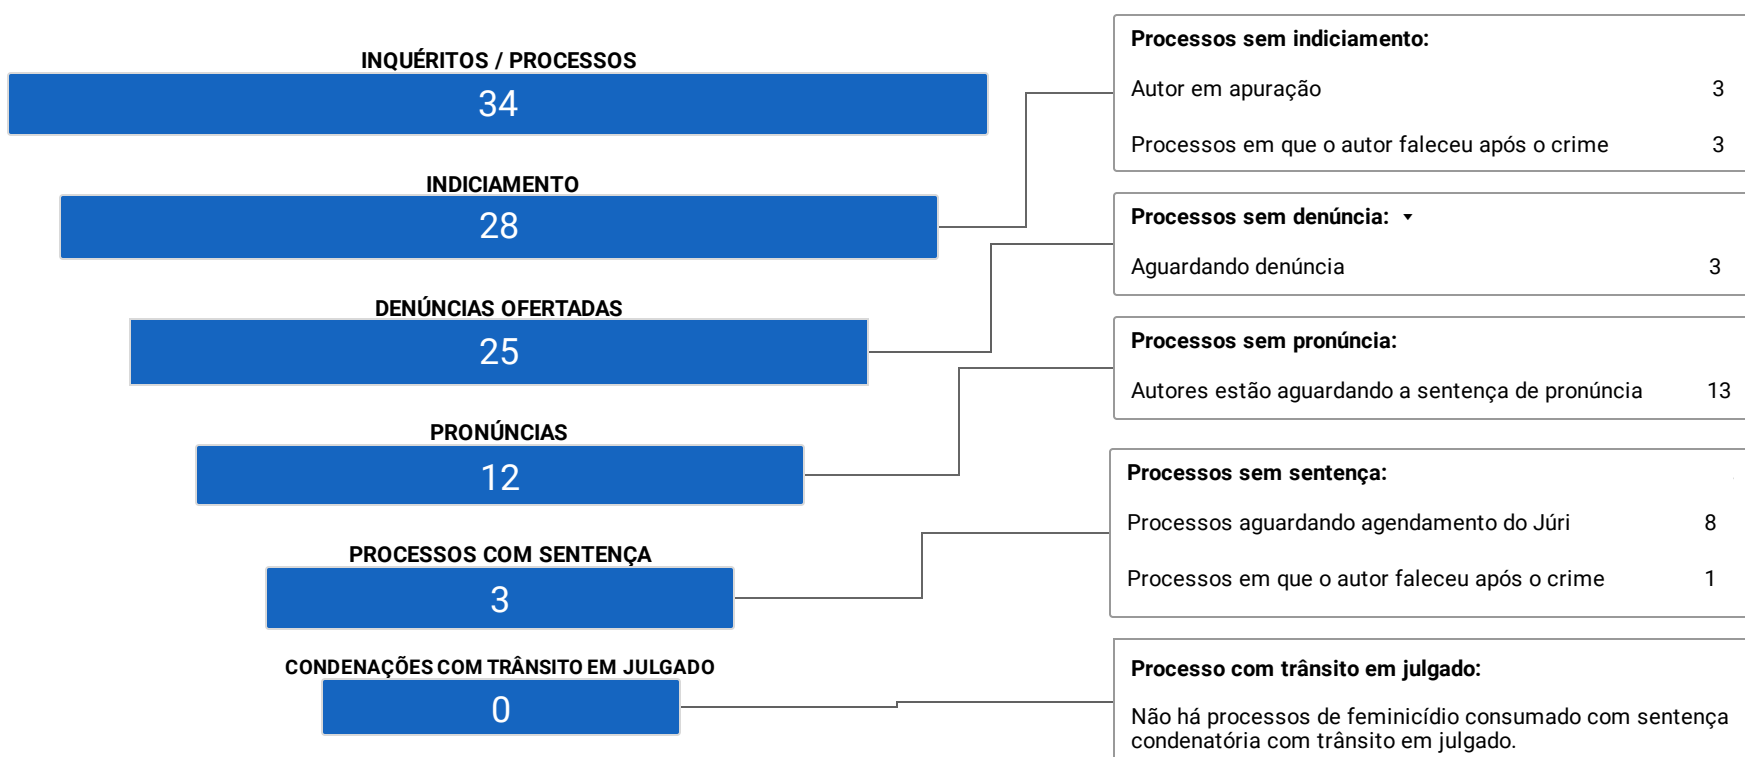 INQUÉRITOS / PROCESSOS
34
INDICIAMENTO
28
DENÚNCIAS OFERTADAS
25
PRONÚNCIAS
12
PROCESSOS COM SENTENÇA
3
CONDENAÇÕES COM TRÂNSITO EM JULGADO
0
Processos sem indiciamento:
Autor em apuração 3
Processos em que o autor faleceu após o crime 3
Processos sem denúncia:
Aguardando denúncia 3
Processos sem pronúncia:
Autores estão aguardando a sentença de pronúncia 13
Processos sem sentença:
Processos aguardando agendamento do Júri 8
Processos em que o autor faleceu após o crime 1
Processo com trânsito em julgado:
Não há processos de feminicídio consumado com sentença
condenatória com trânsito em julgado.